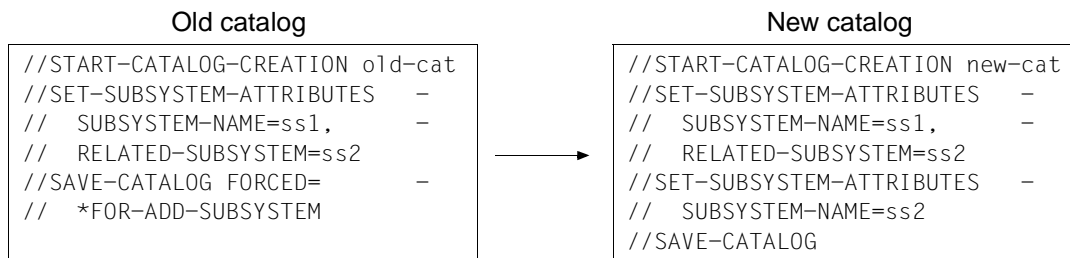 Old catalog
//START-CATALOG-CREATION old-cat
//SET-SUBSYSTEM-ATTRIBUTES -
// SUBSYSTEM-NAME=ss1, -
// RELATED-SUBSYSTEM=ss2
//SAVE-CATALOG FORCED= -
// *FOR-ADD-SUBSYSTEM
New catalog
//START-CATALOG-CREATION new-cat
//SET-SUBSYSTEM-ATTRIBUTES -
// SUBSYSTEM-NAME=ss1, -
// RELATED-SUBSYSTEM=ss2
//SET-SUBSYSTEM-ATTRIBUTES -
// SUBSYSTEM-NAME=ss2
//SAVE-CATALOG